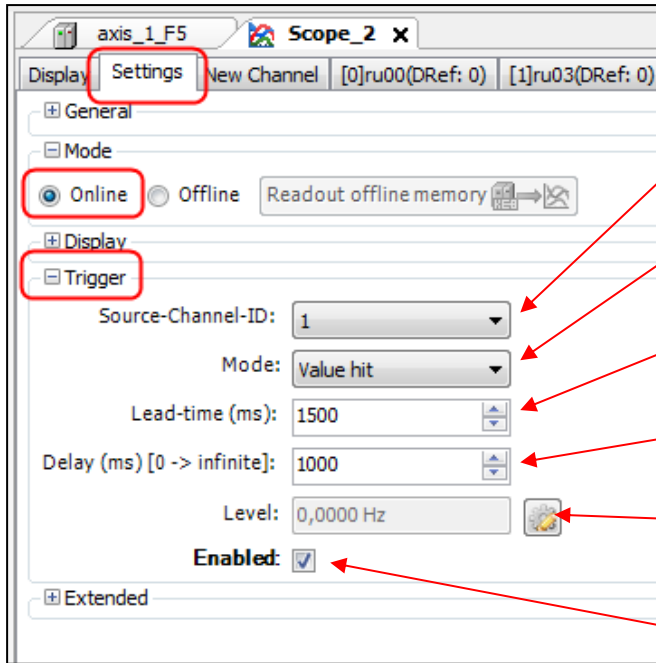 axis_1_F5 Scope_2 x
Display Settings New Channel [0]ru00(DRef: 0) [1]ru03(DRef: 0)
General
Mode
Online Offline Readout offline memory
Display
Trigger
Source-Channel-ID: 1
Mode: Value hit
Lead-time (ms): 1500
Delay (ms) [0 -> infinite]: 1000
Level: 0,0000 Hz
Enabled:
Extended